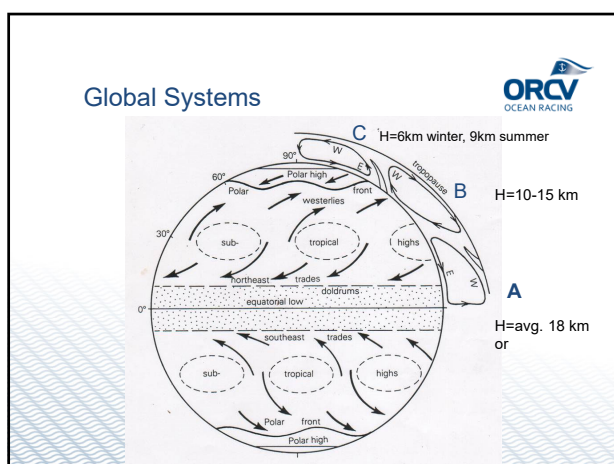 Global Systems
ORCV
OCEAN RACING
C H=6km winter, 9km summer
90°
W
E
tropopause
60°
Polar high
Polar front
W
B
H=10-15 km
westerlies
30°
sub- tropical highs
E
W
northeast trades
doldrums
A
equatorial low
0°
H=avg. 18 km
or
southeast trades
sub- tropical highs
Polar front
Polar high